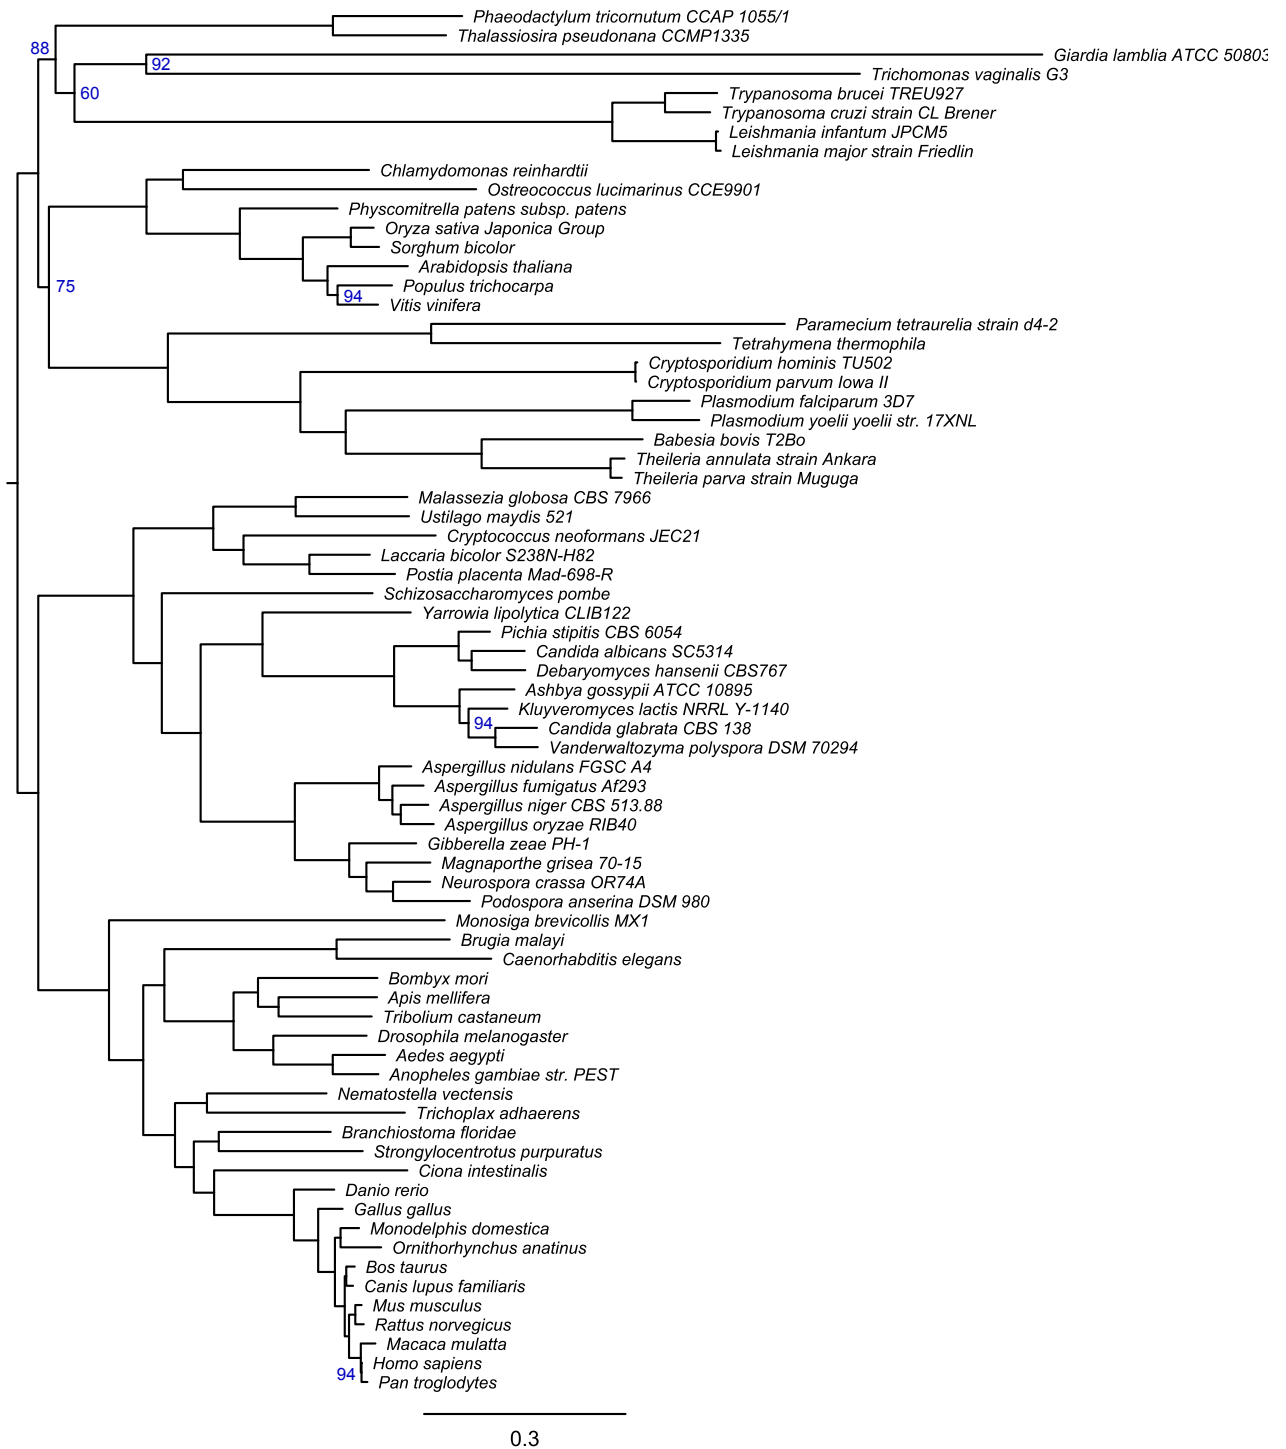 Phaeodactylum tricornutum CCAP 1055/1
Thalassiosira pseudonana CCMP1335
88
Giardia lamblia ATCC 50803
92
Trichomonas vaginalis G3
60
Trypanosoma brucei TREU927
Trypanosoma cruzi strain CL Brener
Leishmania infantum JPCM5
Leishmania major strain Friedlin
Chlamydomonas reinhardtii
Ostreococcus lucimarinus CCE9901
Physcomitrella patens subsp. patens
Oryza sativa Japonica Group
Sorghum bicolor
Arabidopsis thaliana
75
Populus trichocarpa
94
Vitis vinifera
Paramecium tetraurelia strain d4-2
Tetrahymena thermophila
Cryptosporidium hominis TU502
Cryptosporidium parvum Iowa II
Plasmodium falciparum 3D7
Plasmodium yoelii yoelii str. 17XNL
Babesia bovis T2Bo
Theileria annulata strain Ankara
Theileria parva strain Muguga
Malassezia globosa CBS 7966
Ustilago maydis 521
Cryptococcus neoformans JEC21
Laccaria bicolor S238N-H82
Postia placenta Mad-698-R
Schizosaccharomyces pombe
Yarrowia lipolytica CLIB122
Pichia stipitis CBS 6054
Candida albicans SC5314
Debaryomyces hansenii CBS767
Ashbya gossypii ATCC 10895
Kluyveromyces lactis NRRL Y-1140
94
Candida glabrata CBS 138
Vanderwaltozyma polyspora DSM 70294
Aspergillus nidulans FGSC A4
Aspergillus fumigatus Af293
Aspergillus niger CBS 513.88
Aspergillus oryzae RIB40
Gibberella zeae PH-1
Magnaporthe grisea 70-15
Neurospora crassa OR74A
Podospora anserina DSM 980
Monosiga brevicollis MX1
Brugia malayi
Caenorhabditis elegans
Bombyx mori
Apis mellifera
Tribolium castaneum
Drosophila melanogaster
Aedes aegypti
Anopheles gambiae str. PEST
Nematostella vectensis
Trichoplax adhaerens
Branchiostoma floridae
Strongylocentrotus purpuratus
Ciona intestinalis
Danio rerio
Gallus gallus
Monodelphis domestica
Ornithorhynchus anatinus
Bos taurus
Canis lupus familiaris
Mus musculus
Rattus norvegicus
Macaca mulatta
Homo sapiens
94
Pan troglodytes
0.3